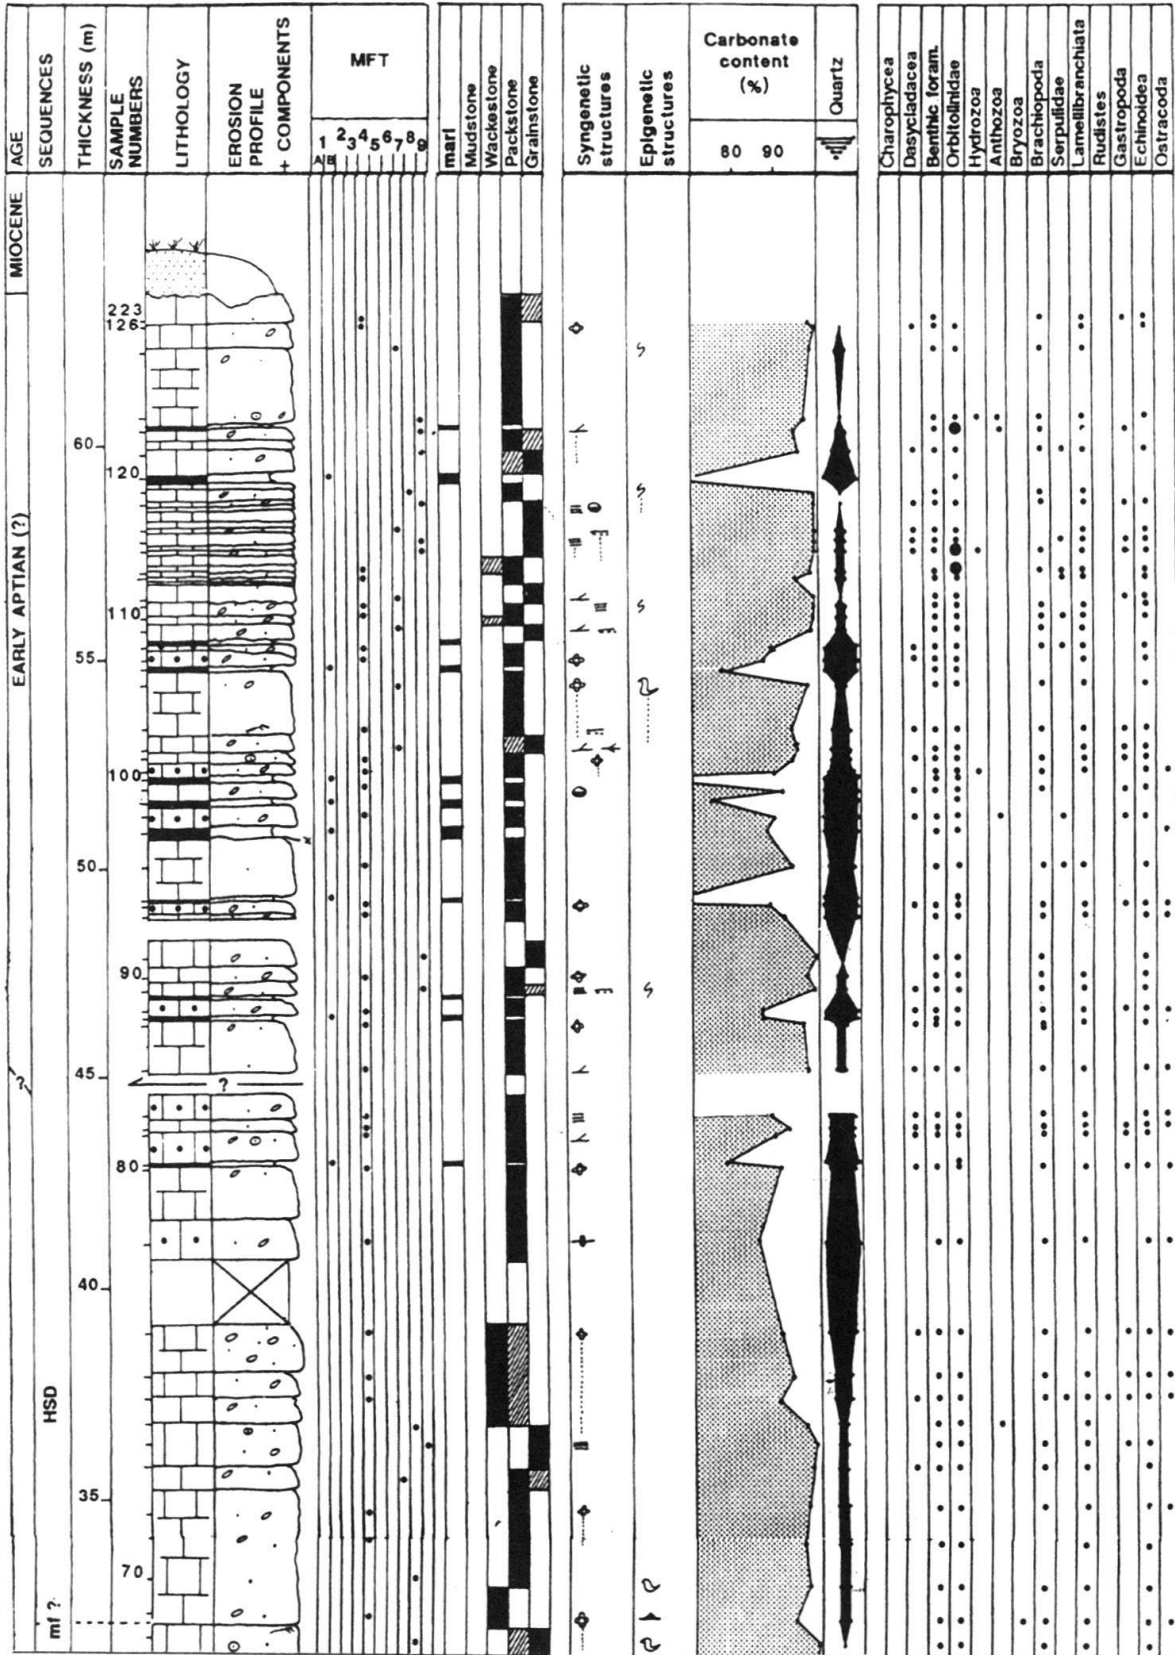 AGE
SEQUENCES
THICKNESS (m)
SAMPLE
NUMBERS
LITHOLOGY
EROSION
PROFILE
+ COMPONENTS
MFT
1 2 3 4 5 6 7 8 9
A B
marl
Mudstone
Wackestone
Packstone
Grainstone
Syngenetic
structures
Epigenetic
structures
Carbonate
content
(%)
80 90
Quartz
Charophycea
Dasycladacea
Benthic foram.
Orbitolinidae
Hydrozoa
Anthozoa
Bryozoa
Brachiopoda
Serpulidae
Lamellibranchiata
Rudistes
Gastropoda
Echinoidea
Ostracoda
MIOCENE
EARLY APTIAN (?)
?
HSD
mf ?
223
126
60
120
110
55
100
50
90
45
?
80
40
35
70